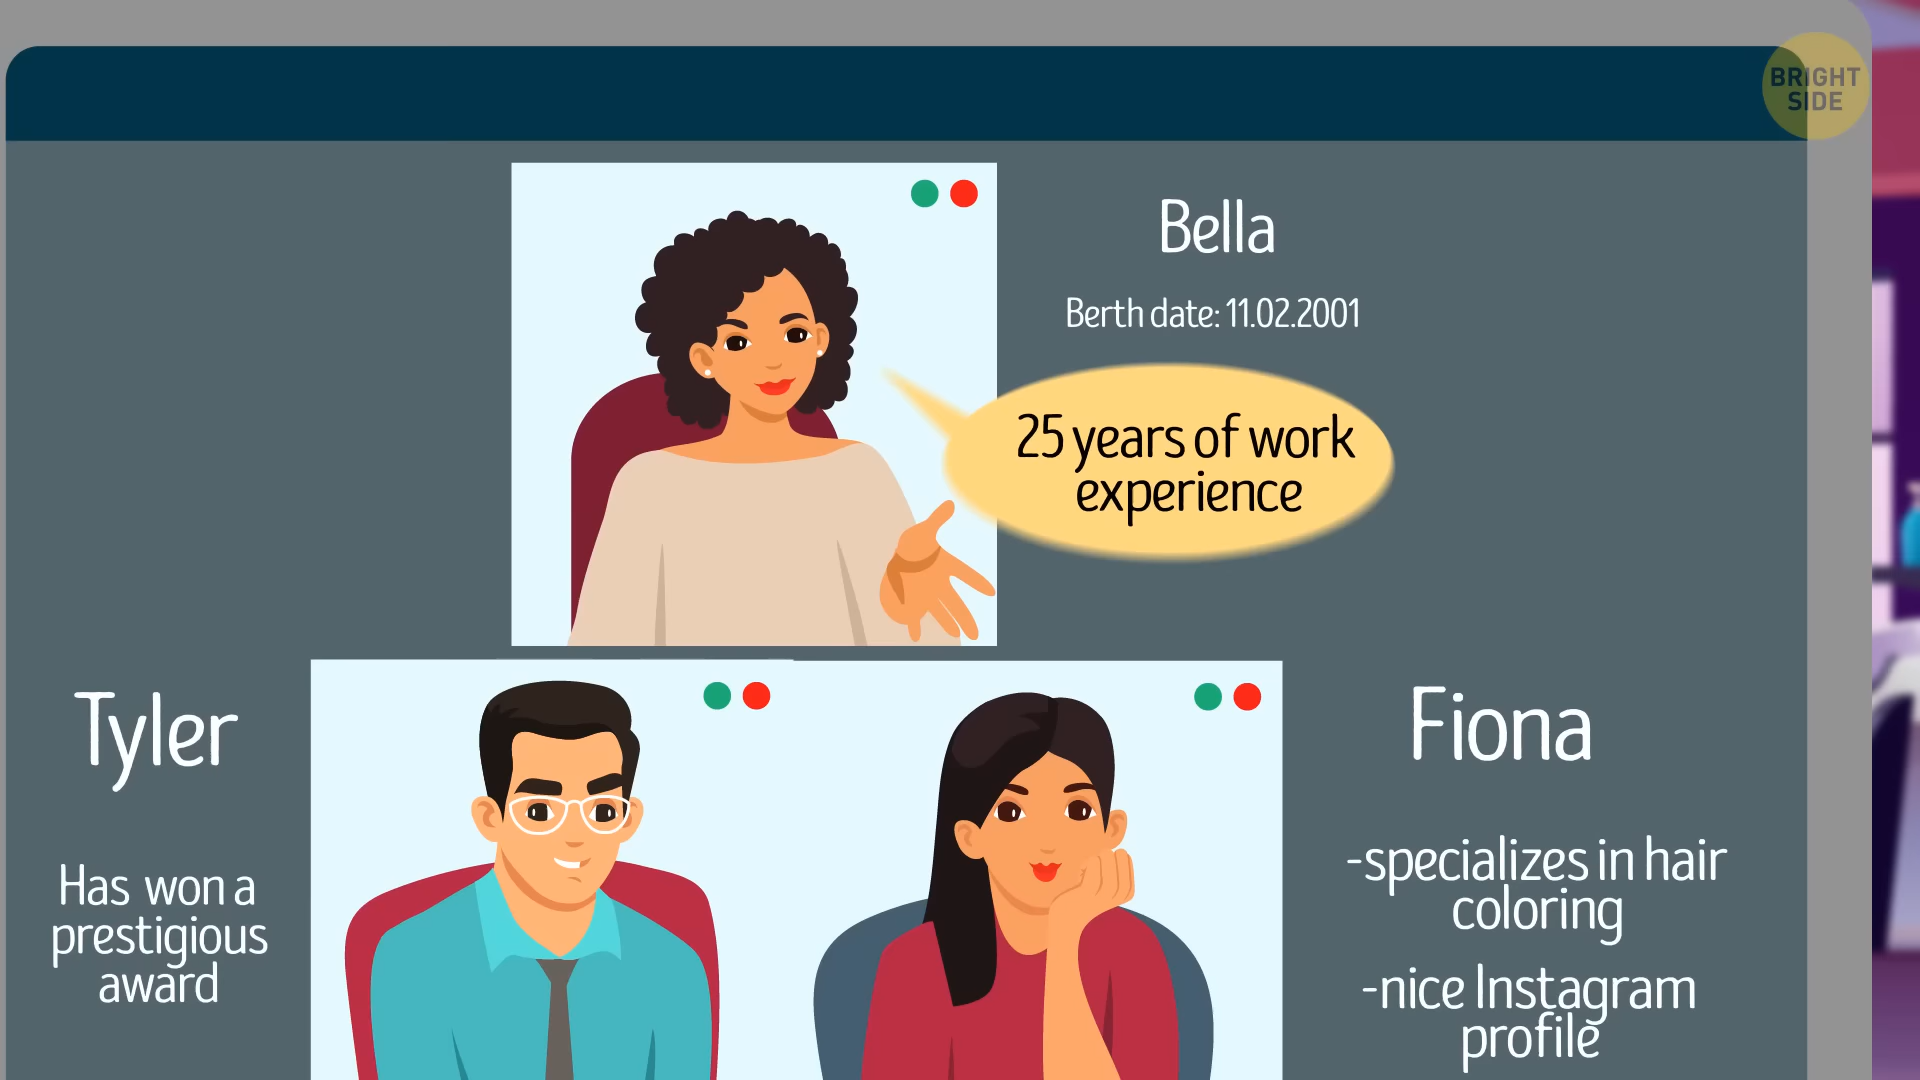 BRIGHT
SIDE
Bella
Berth date: 11.02.2001
25 years of work
experience
Tyler
Has won a
prestigious
award
Fiona
-specializes in hair
coloring
-nice Instagram
profile